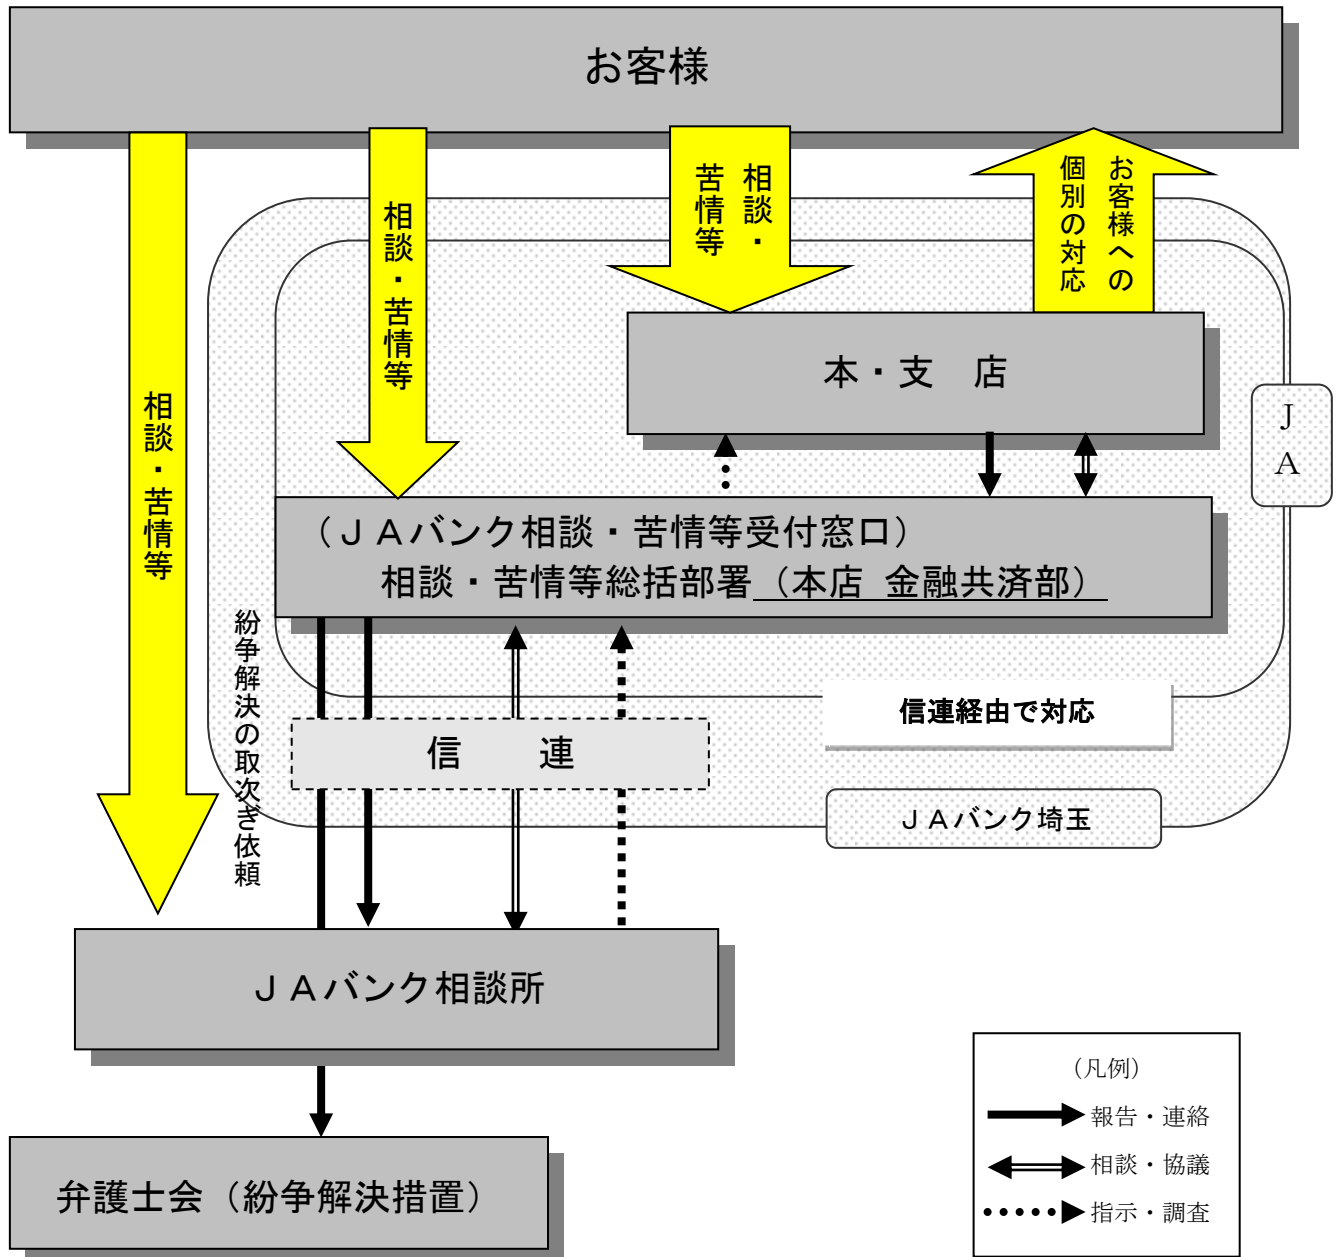 お客様
相談・苦情等
相談・苦情等
相談・
苦情等
お客様への
個別の対応
本・支　店
ＪＡ
（ＪＡバンク相談・苦情等受付窓口）
相談・苦情等総括部署（本店 金融共済部）
紛争解決の取次ぎ依頼
信連経由で対応
信　　連
ＪＡバンク埼玉
ＪＡバンク相談所
弁護士会（紛争解決措置）
（凡例）
報告・連絡
相談・協議
指示・調査